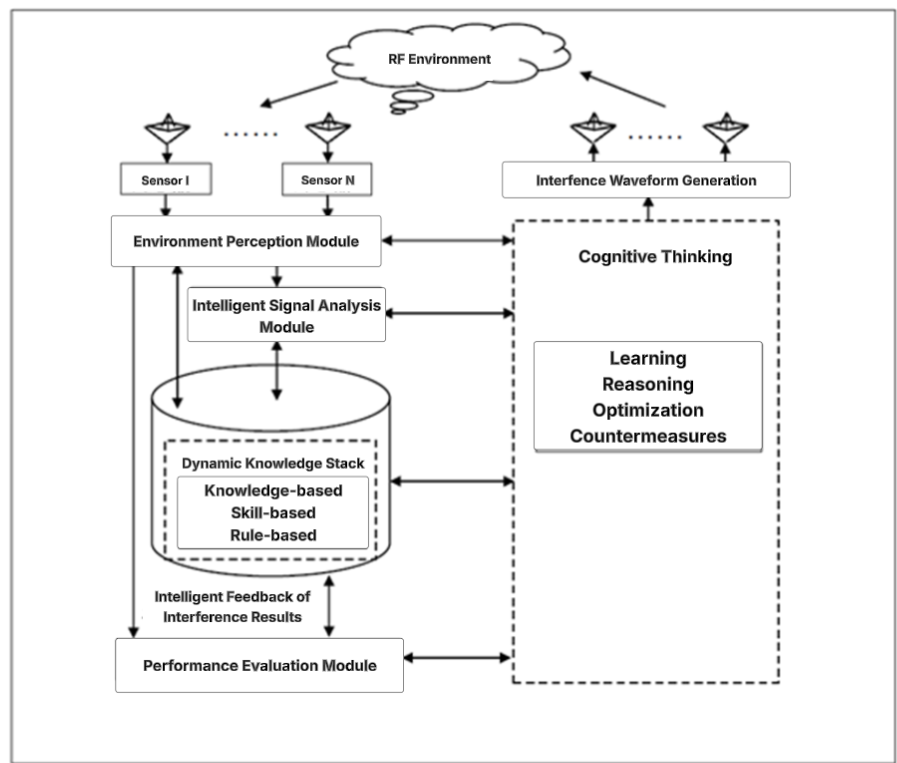 RF Environment
Sensor I
Sensor N
Interfence Waveform Generation
Environment Perception Module
Cognitive Thinking
Intelligent Signal Analysis
Module
Learning
Reasoning
Optimization
Countermeasures
Dynamic Knowledge Stack
Knowledge-based
Skill-based
Rule-based
Intelligent Feedback of
Interference Results
Performance Evaluation Module